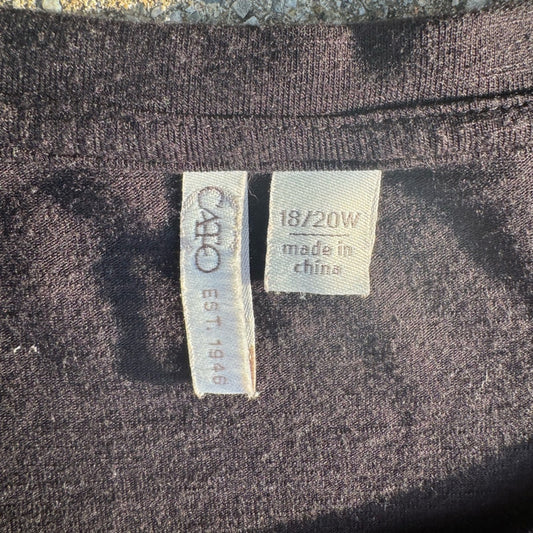 CATO
EST. 1946
18/20W
made in
china